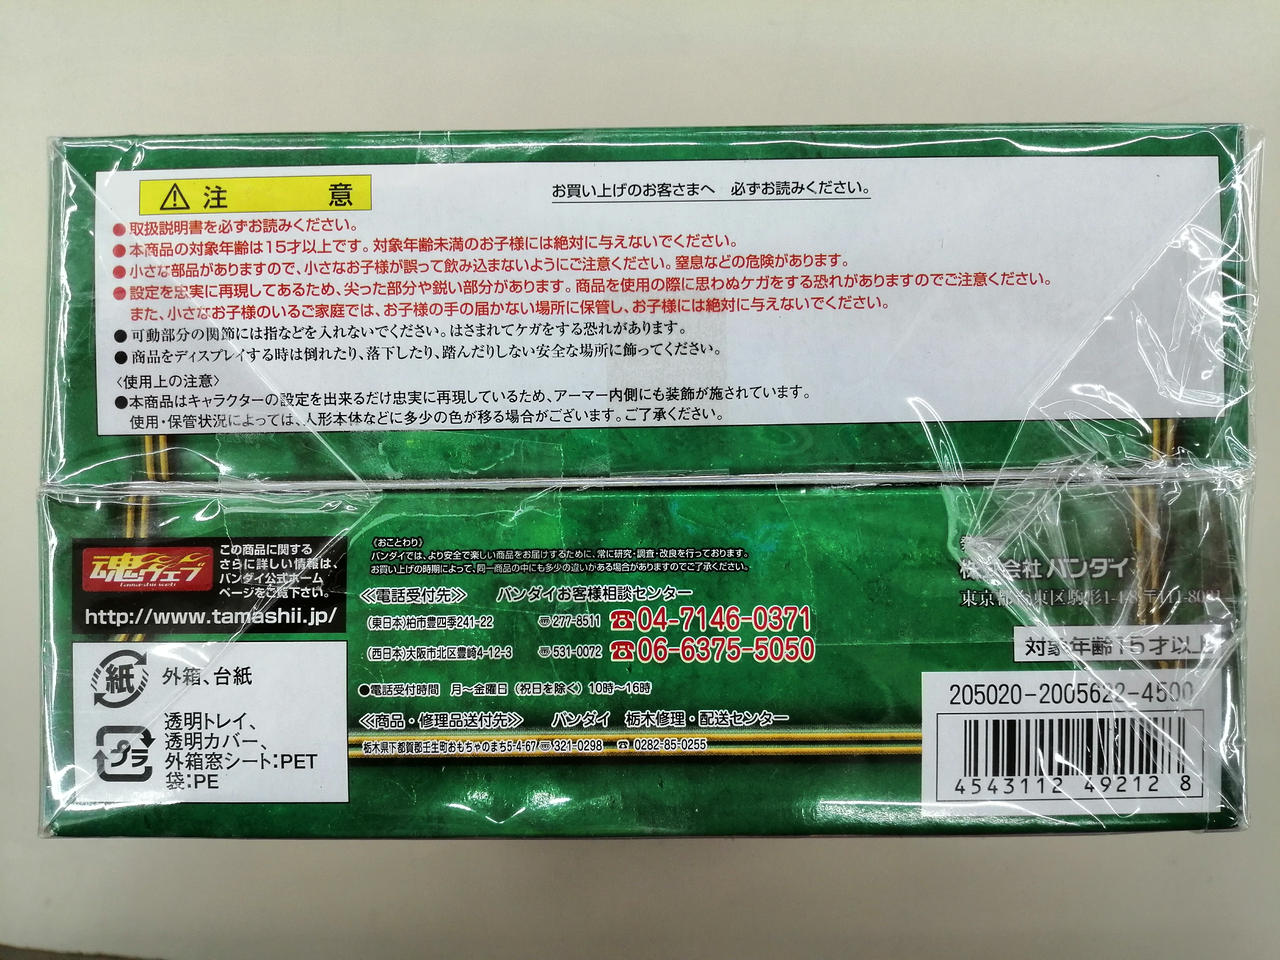 注 意
お買い上げのお客さまへ 必ずお読みください。
●取扱説明書を必ずお読みください。
●本商品の対象年齢は15才以上です。対象年齢未満のお子様には絶対に与えないでください。
●小さな部品がありますので、小さなお子様が誤って飲み込まないようにご注意ください。窒息などの危険があります。
●設定を忠実に再現してあるため、尖った部分や鋭い部分があります。商品を使用の際に思わぬケガをする恐れがありますのでご注意ください。
また、小さなお子様のいるご家庭では、お子様の手の届かない場所に保管し、お子様には絶対に与えないでください。
●可動部分の関節には指などを入れないでください。はさまれてケガをする恐れがあります。
●商品をディスプレイする時は倒れたり、落下したり、踏んだりしない安全な場所に飾ってください。
〈使用上の注意〉
●本商品はキャラクターの設定を出来るだけ忠実に再現しているため、アーマー内側にも装飾が施されています。
使用・保管状況によっては、人形本体などに多少の色が移る場合がございます。ご了承ください。
魂ウェブ
tamashii web
この商品に関する
さらに詳しい情報は、
バンダイ公式ホーム
ページをご覧下さい。
http://www.tamashii.jp/
紙
外箱、台紙
プラ
透明トレイ、
透明カバー、
外箱窓シート:PET
袋:PE
《おことわり》
バンダイでは、より安全で楽しい商品をお届けするために、常に研究・調査・改良を行っております。
お買い上げの時期によって、同一商品の中にも多少の違いがある場合がありますのでご了承ください。
≪電話受付先≫ バンダイお客様相談センター
(東日本)柏市豊四季241-22 〒277-8511 ☎04-7146-0371
(西日本)大阪市北区豊崎4-12-3 〒531-0072 ☎06-6375-5050
●電話受付時間 月～金曜日(祝日を除く)10時～16時
≪商品・修理品送付先≫ バンダイ 栃木修理・配送センター
栃木県下都賀郡壬生町おもちゃのまち5-4-67 〒321-0298 ☎0282-85-0255
株式会社 バンダイ
東京都台東区駒形1-4-8 〒111-8081
対象年齢15才以上
205020-2005622-4500
4543112 49212 8